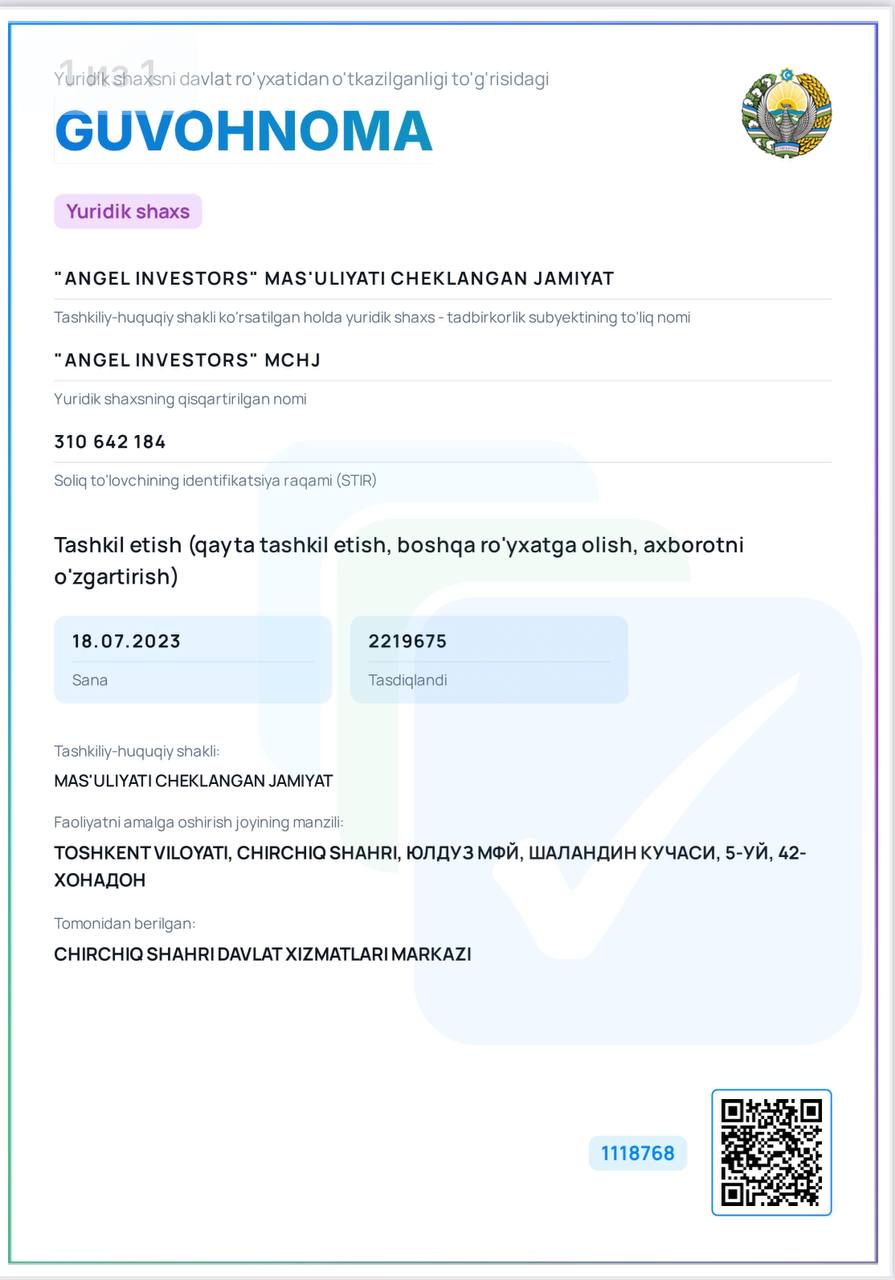 1 из 1
Yuridik shaxsni davlat ro'yxatidan o'tkazilganligi to'g'risidagi
GUVOHNOMA
Yuridik shaxs
"ANGEL INVESTORS" MAS'ULIYATI CHEKLANGAN JAMIYAT
Tashkiliy-huquqiy shakli ko'rsatilgan holda yuridik shaxs - tadbirkorlik subyektining to'liq nomi
"ANGEL INVESTORS" MCHJ
Yuridik shaxsning qisqartirilgan nomi
310 642 184
Soliq to'lovchining identifikatsiya raqami (STIR)
Tashkil etish (qayta tashkil etish, boshqa ro'yxatga olish, axborotni
o'zgartirish)
18.07.2023
Sana
2219675
Tasdiqlandi
Tashkiliy-huquqiy shakli:
MAS'ULIYATI CHEKLANGAN JAMIYAT
Faoliyatni amalga oshirish joyining manzili:
TOSHKENT VILOYATI, CHIRCHIQ SHAHRI, ЮЛДУЗ МФЙ, ШАЛАНДИН КУЧАСИ, 5-УЙ, 42-
ХОНАДОН
Tomonidan berilgan:
CHIRCHIQ SHAHRI DAVLAT XIZMATLARI MARKAZI
1118768